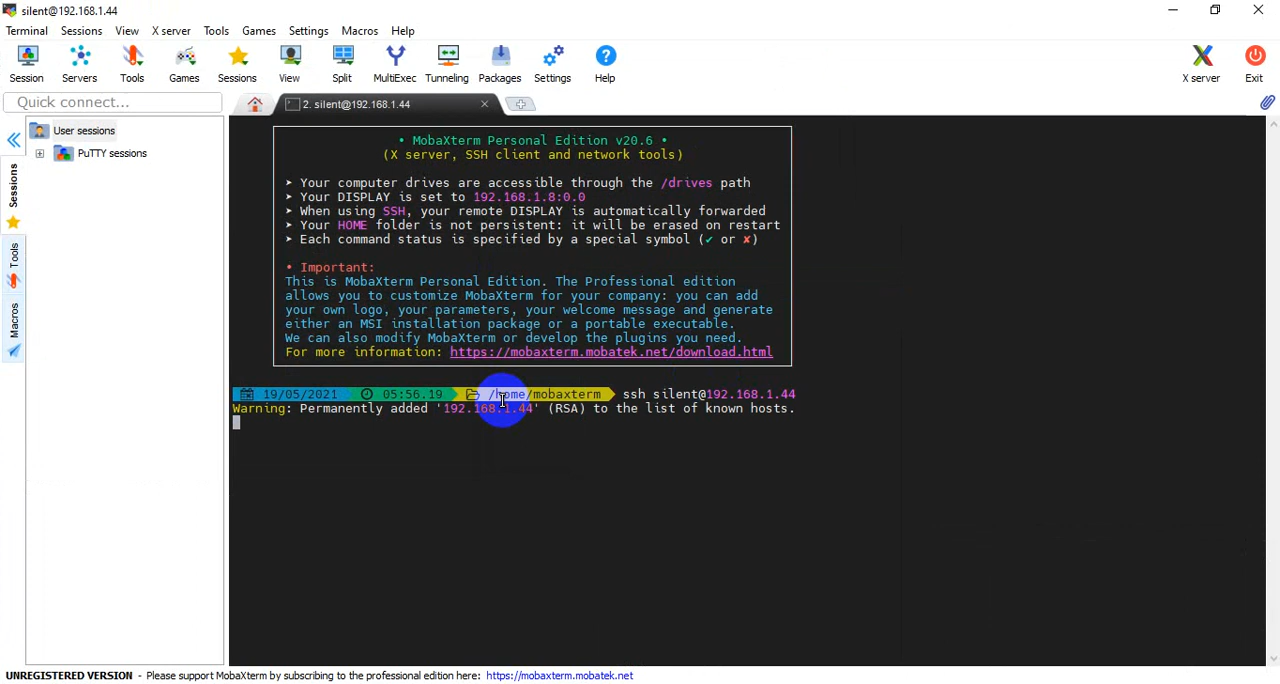 silent@192.168.1.44
Terminal Sessions View X server Tools Games Settings Macros Help
Session Servers Tools Games Sessions View Split MultiExec Tunneling Packages Settings Help X server Exit
Quick connect...
2. silent@192.168.1.44
User sessions
PuTTY sessions
Sessions
Tools
Macros
• MobaXterm Personal Edition v20.6 •
(X server, SSH client and network tools)
➤ Your computer drives are accessible through the /drives path
➤ Your DISPLAY is set to 192.168.1.8:0.0
➤ When using SSH, your remote DISPLAY is automatically forwarded
➤ Your HOME folder is not persistent: it will be erased on restart
➤ Each command status is specified by a special symbol (✓ or ✗)
• Important:
This is MobaXterm Personal Edition. The Professional edition
allows you to customize MobaXterm for your company: you can add
your own logo, your parameters, your welcome message and generate
either an MSI installation package or a portable executable.
We can also modify MobaXterm or develop the plugins you need.
For more information: https://mobaxterm.mobatek.net/download.html
19/05/2021 05:56.19 /home/mobaxterm ssh silent@192.168.1.44
Warning: Permanently added '192.168.1.44' (RSA) to the list of known hosts.
UNREGISTERED VERSION - Please support MobaXterm by subscribing to the professional edition here: https://mobaxterm.mobatek.net